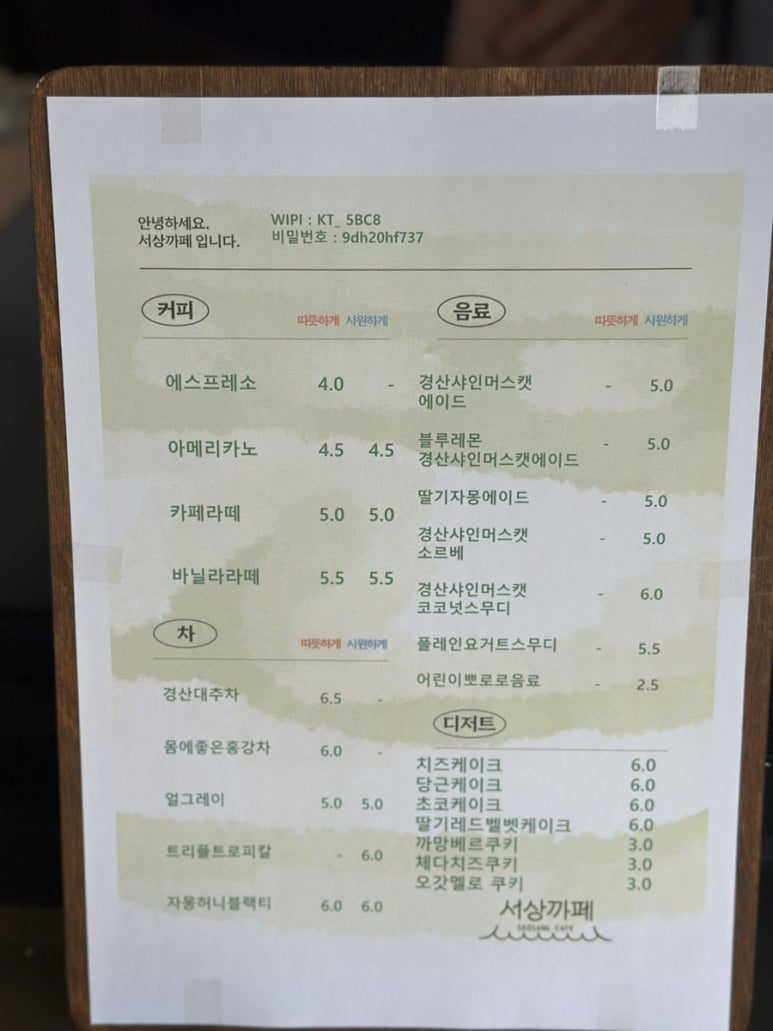 안녕하세요.
서상까페 입니다.
WIPI : KT_ 5BC8
비밀번호 : 9dh20hf737
커피
따뜻하게 시원하게
에스프레소 4.0 -
아메리카노 4.5 4.5
카페라떼 5.0 5.0
바닐라라떼 5.5 5.5
차
따뜻하게 시원하게
경산대추차 6.5 -
몸에좋은홍강차 6.0 -
얼그레이 5.0 5.0
트리플트로피칼 - 6.0
자몽허니블랙티 6.0 6.0
음료
따뜻하게 시원하게
경산샤인머스캣 - 5.0
에이드
블루레몬 - 5.0
경산샤인머스캣에이드
딸기자몽에이드 - 5.0
경산샤인머스캣 - 5.0
소르베
경산샤인머스캣 - 6.0
코코넛스무디
플레인요거트스무디 - 5.5
어린이뽀로로음료 - 2.5
디저트
치즈케이크 6.0
당근케이크 6.0
초코케이크 6.0
딸기레드벨벳케이크 6.0
까망베르쿠키 3.0
체다치즈쿠키 3.0
오갓멜로 쿠키 3.0
서상까페
SEOSANG CAFE